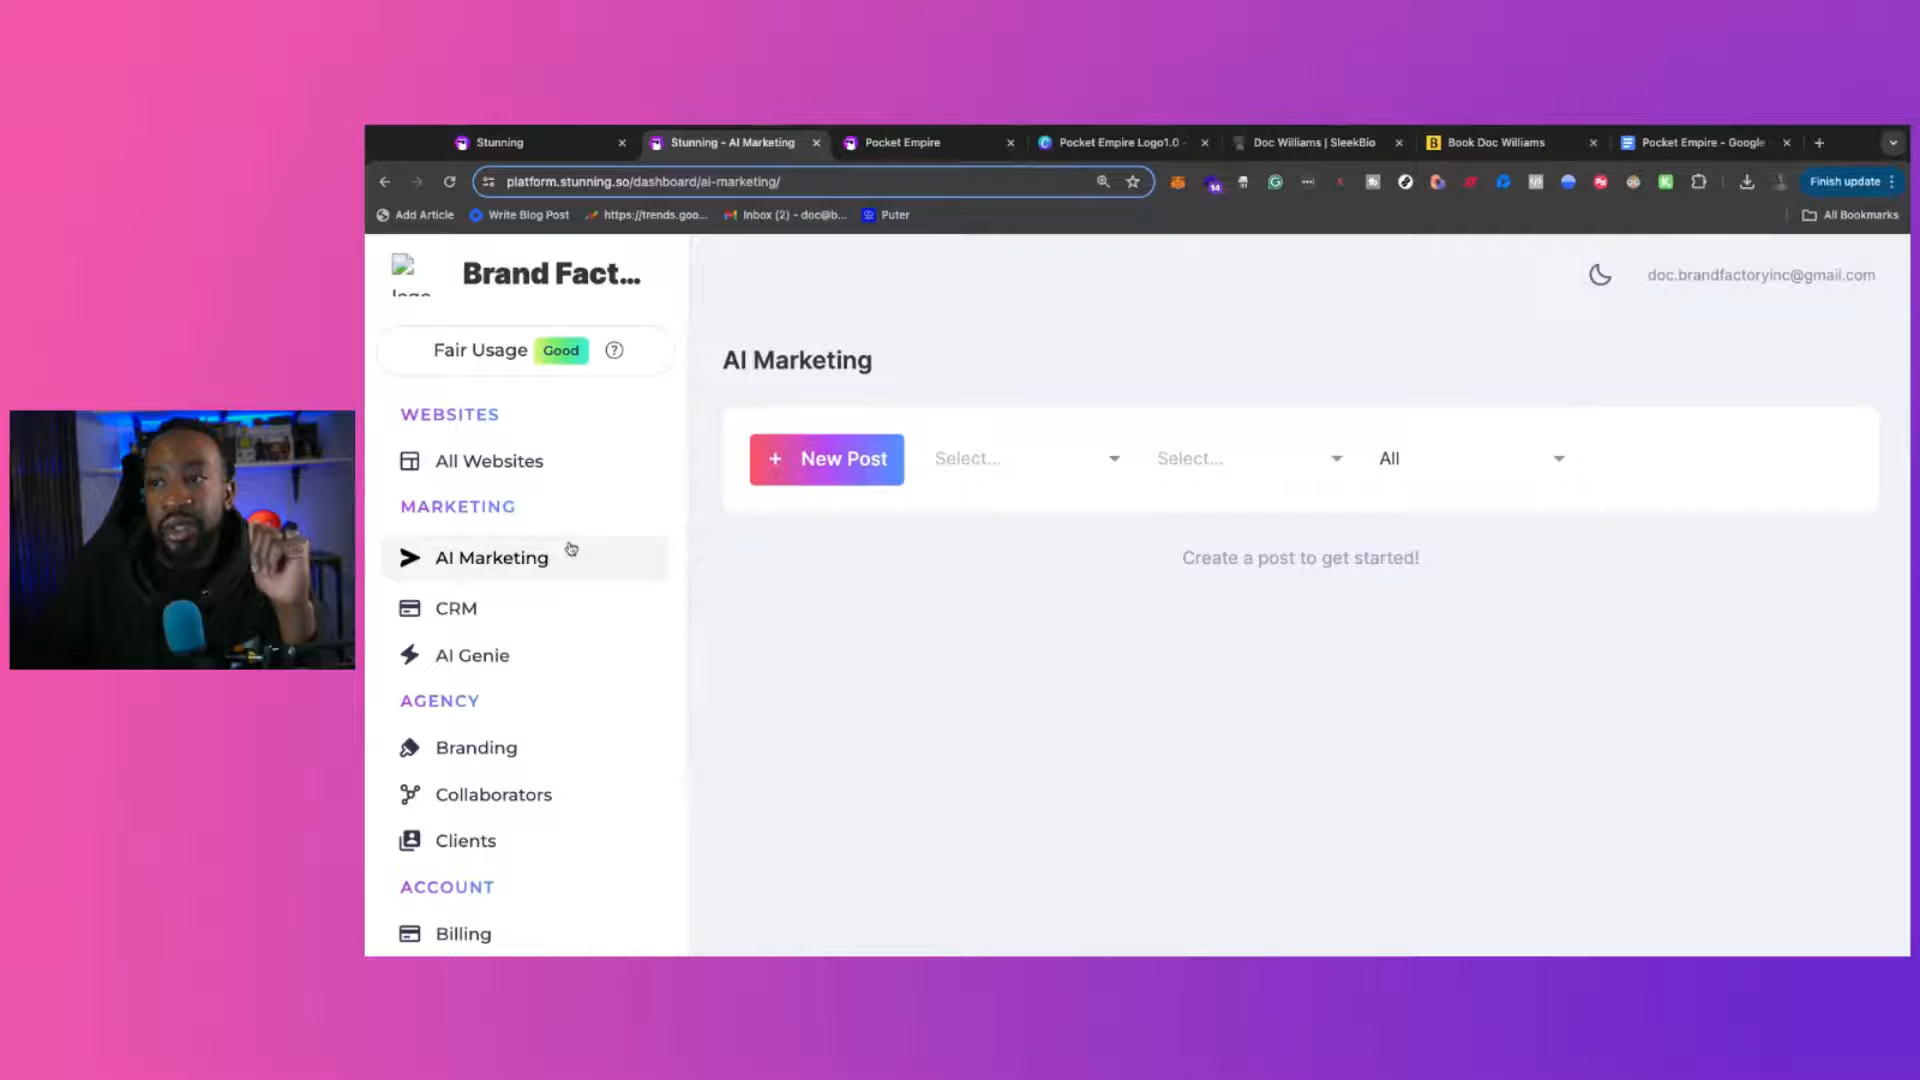 Stunning
Stunning - AI Marketing
Pocket Empire
Pocket Empire Logo1.0 -
Doc Williams | SleekBio
Book Doc Williams
Pocket Empire - Google
platform.stunning.so/dashboard/ai-marketing/
14
Finish update
Add Article
Write Blog Post
https://trends.goo...
Inbox (2) - doc@b...
Puter
All Bookmarks
logo
Brand Fact...
doc.brandfactoryinc@gmail.com
Fair Usage Good ?
WEBSITES
All Websites
MARKETING
AI Marketing
CRM
AI Genie
AGENCY
Branding
Collaborators
Clients
ACCOUNT
Billing
AI Marketing
+ New Post
Select...
Select...
All
Create a post to get started!